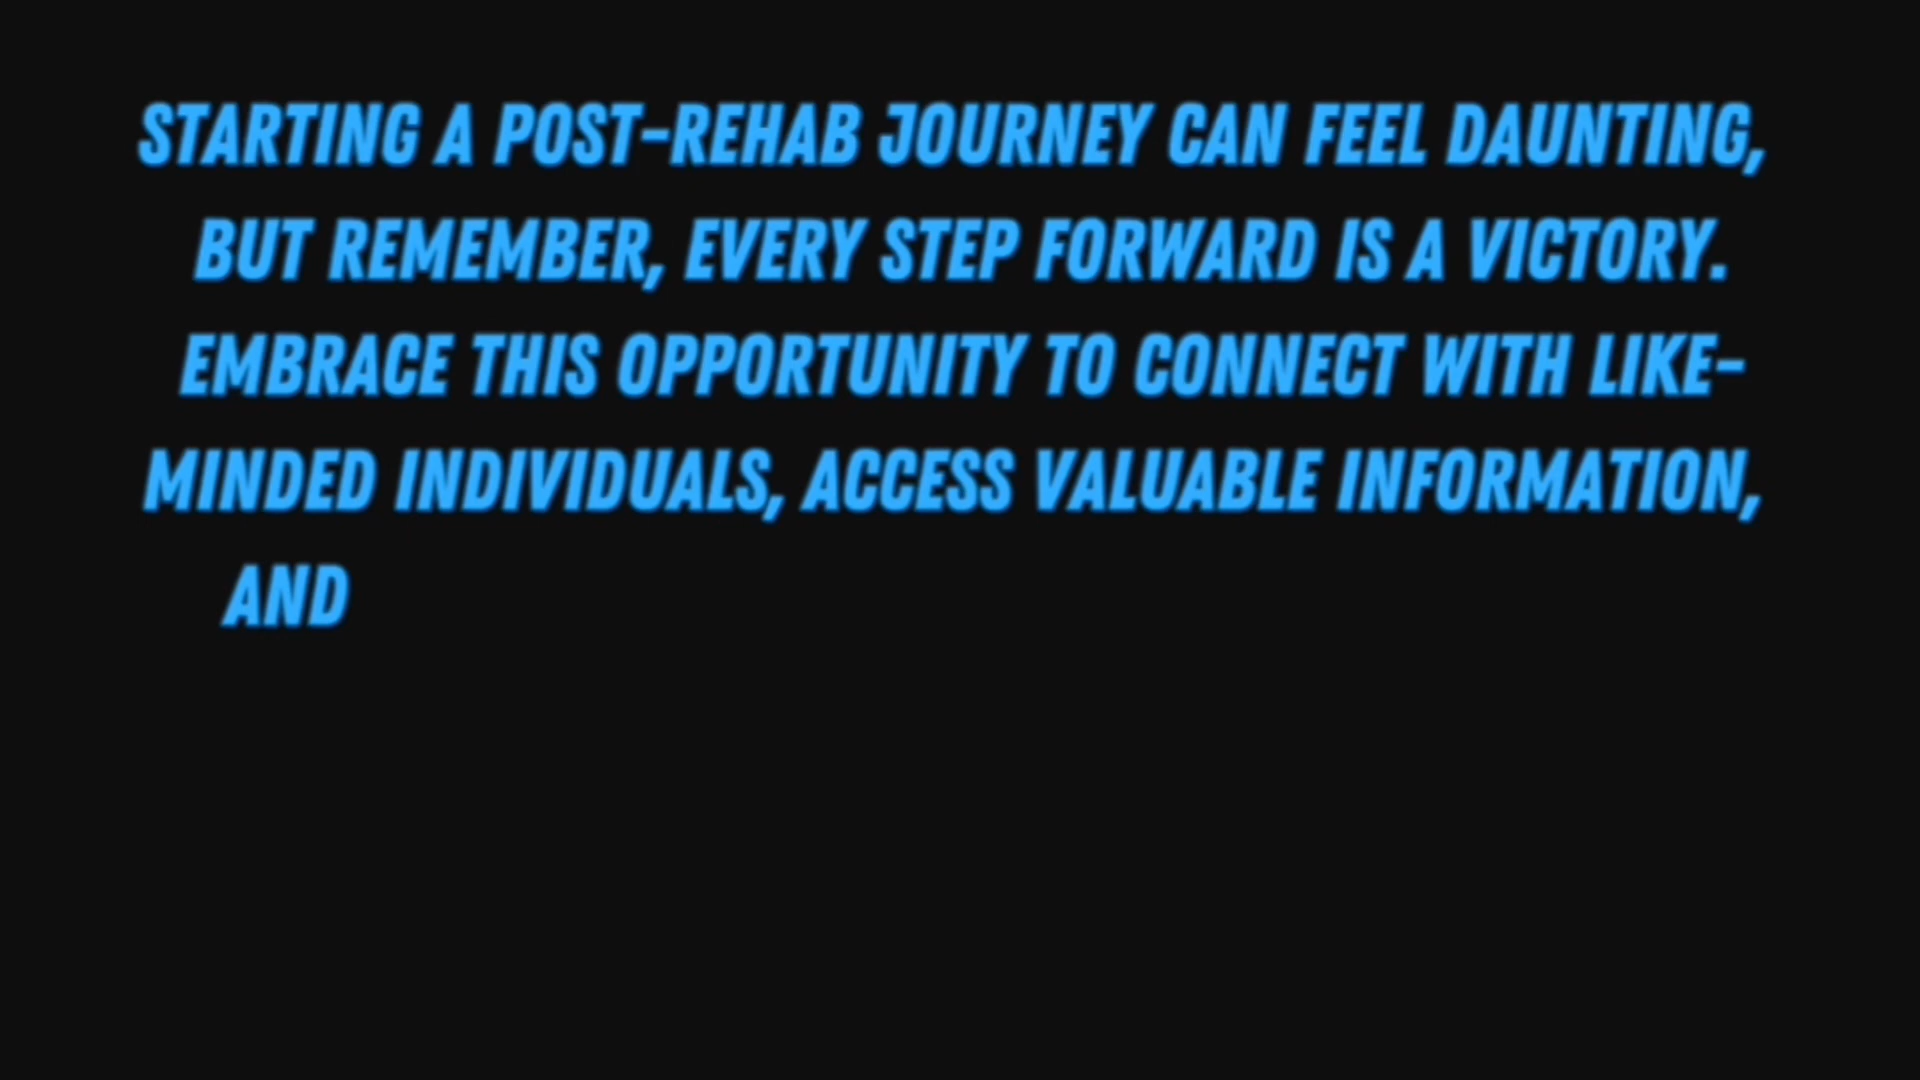 STARTING A POST-REHAB JOURNEY CAN FEEL DAUNTING,
BUT REMEMBER, EVERY STEP FORWARD IS A VICTORY.
EMBRACE THIS OPPORTUNITY TO CONNECT WITH LIKE-
MINDED INDIVIDUALS, ACCESS VALUABLE INFORMATION,
AND